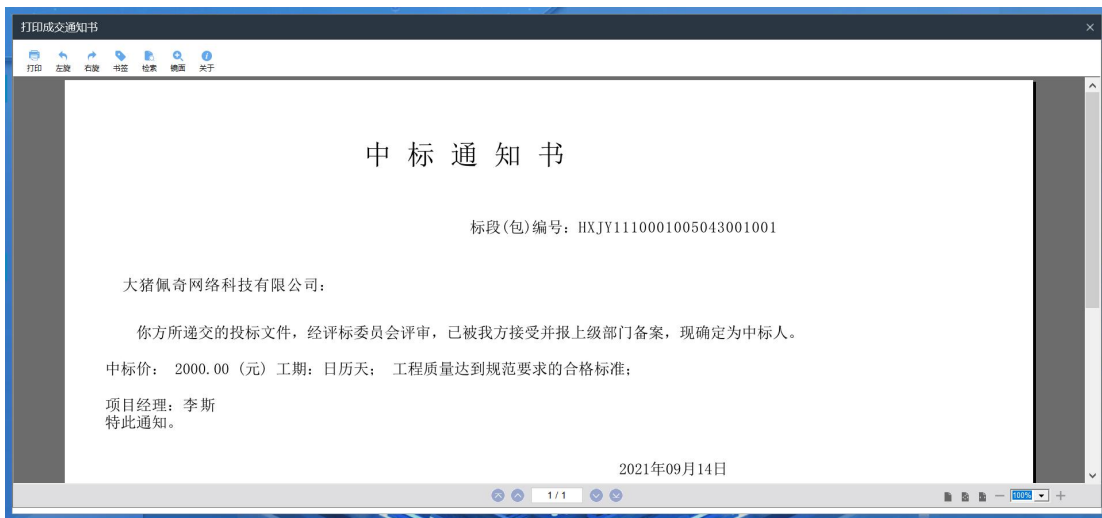 打印成交通知书
打印 左旋 右旋 书签 检索 镜面 关于
中标通知书
标段(包)编号：HXJY1110001005043001001
大猪佩奇网络科技有限公司：
你方所递交的投标文件，经评标委员会评审，已被我方接受并报上级部门备案，现确定为中标人。
中标价： 2000.00 (元) 工期：日历天； 工程质量达到规范要求的合格标准；
项目经理：李斯
特此通知。
2021年09月14日
1/1 100%